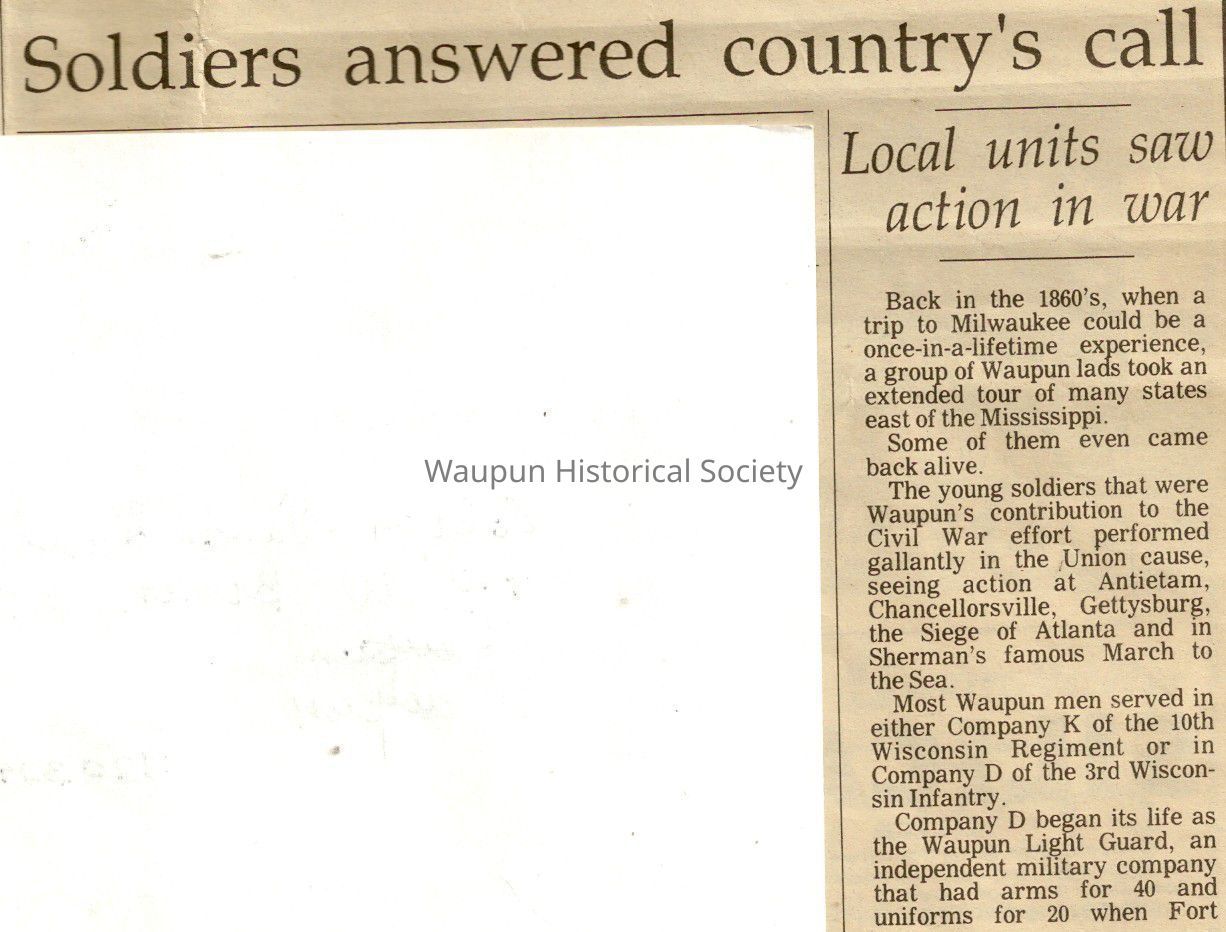 Soldiers answered country's call
Local units saw
action in war
Back in the 1860's, when a
trip to Milwaukee could be a
once-in-a-lifetime experience,
a group of Waupun lads took an
extended tour of many states
east of the Mississippi.
Some of them even came
back alive.
The young soldiers that were
Waupun's contribution to the
Civil War effort performed
gallantly in the Union cause,
seeing action at Antietam,
Chancellorsville, Gettysburg,
the Siege of Atlanta and in
Sherman's famous March to
the Sea.
Most Waupun men served in
either Company K of the 10th
Wisconsin Regiment or in
Company D of the 3rd Wiscon-
sin Infantry.
Company D began its life as
the Waupun Light Guard, an
independent military company
that had arms for 40 and
uniforms for 20 when Fort
Waupun Historical Society